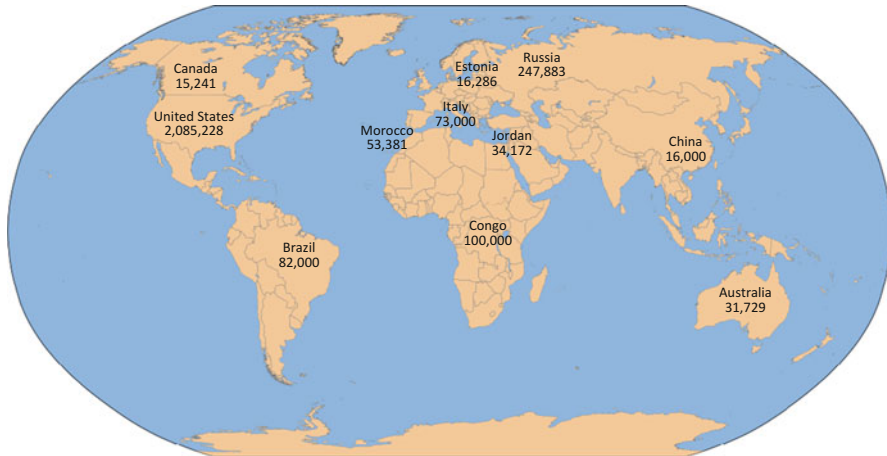 Canada
15,241
United States
2,085,228
Estonia
16,286
Russia
247,883
Italy
73,000
Morocco
53,381
Jordan
34,172
China
16,000
Congo
100,000
Brazil
82,000
Australia
31,729